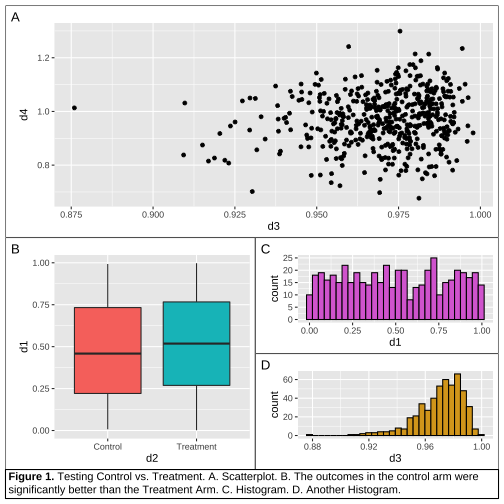 A
1.2
1.0
0.8
d4
0.875 0.900 0.925 0.950 0.975 1.000
d3
B
1.00
0.75
0.50
0.25
0.00
d1
Control Treatment
d2
C
25
20
15
10
5
0
count
0.00 0.25 0.50 0.75 1.00
d1
D
60
40
20
0
count
0.88 0.92 0.96 1.00
d3
Figure 1. Testing Control vs. Treatment. A. Scatterplot. B. The outcomes in the control arm were
significantly better than the Treatment Arm. C. Histogram. D. Another Histogram.